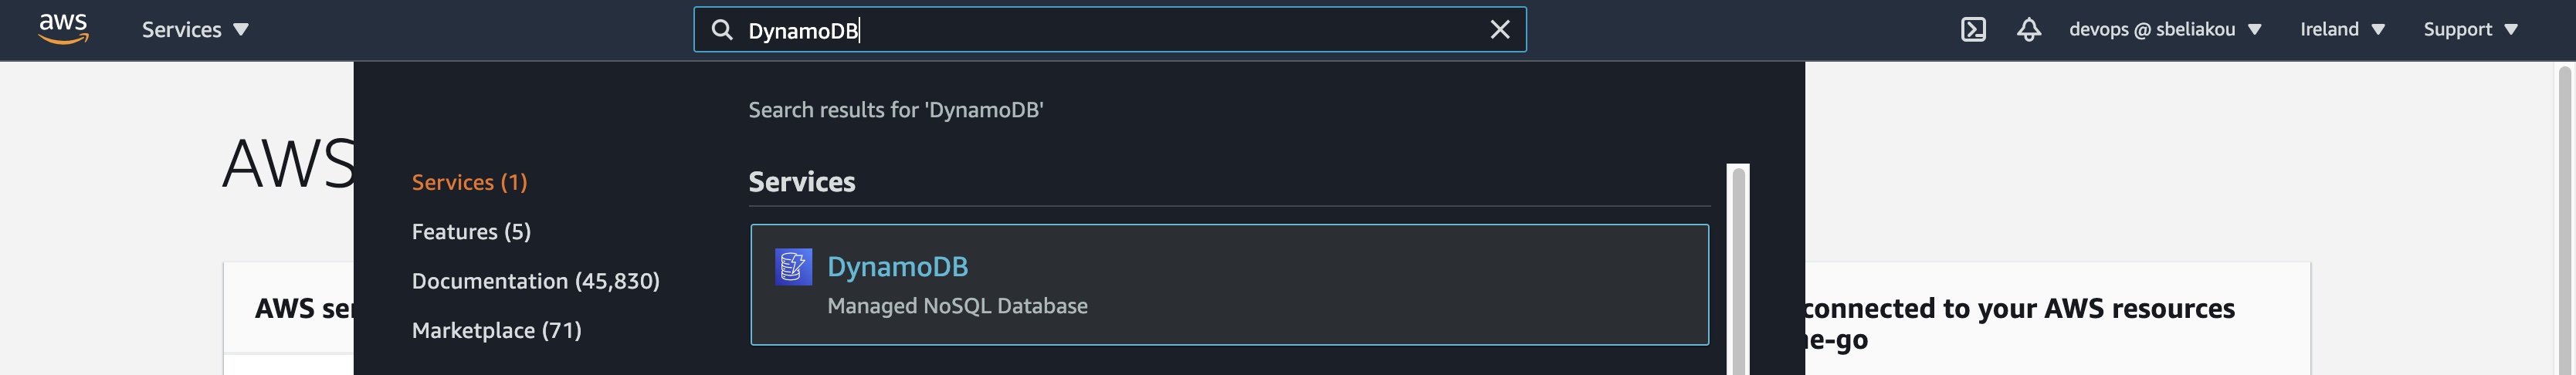 aws
Services
DynamoDB
devops @ sbeliakou
Ireland
Support
Search results for 'DynamoDB'
AWS
Services (1)
Features (5)
Documentation (45,830)
Marketplace (71)
Services
DynamoDB
Managed NoSQL Database
AWS ser
connected to your AWS resources
e-go